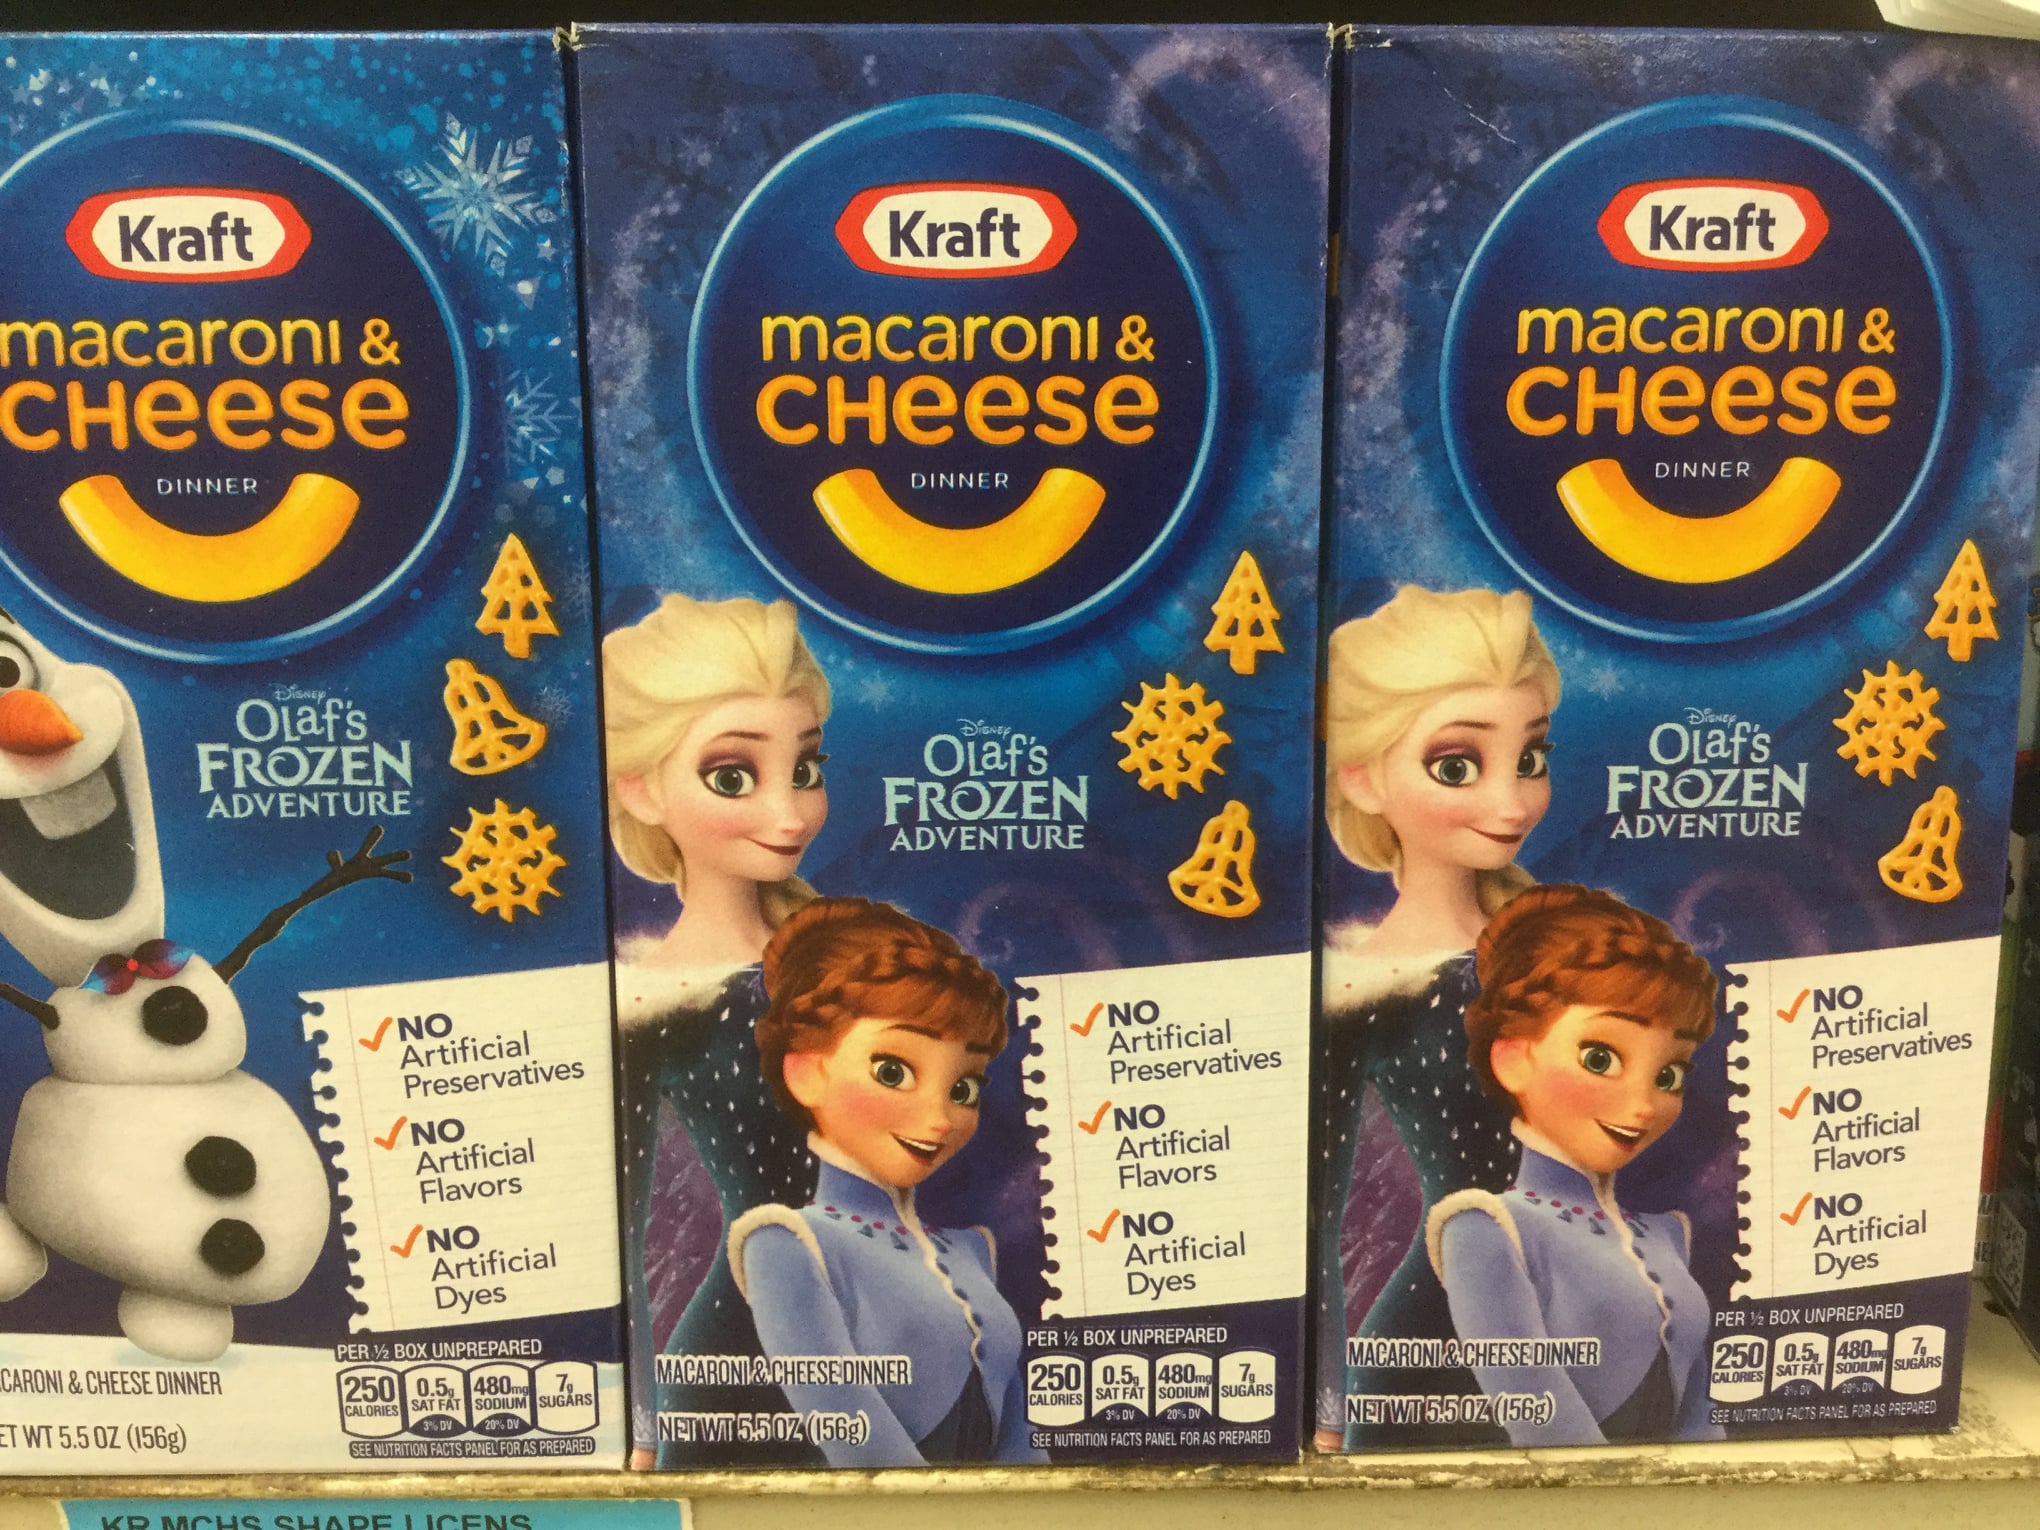 Kraft
macaroni &
CHeese
DINNER
DISNEY
OLaf's
FROZEN
ADVENTURE
NO
Artificial
Preservatives
NO
Artificial
Flavors
NO
Artificial
Dyes
PER ½ BOX UNPREPARED
250 CALORIES
0.5g SAT FAT 3% DV
480mg SODIUM 20% DV
7g SUGARS
SEE NUTRITION FACTS PANEL FOR AS PREPARED
CARONI & CHEESE DINNER
ET WT 5.5 OZ (156g)
Kraft
macaroni &
CHeese
DINNER
DISNEY
OLaf's
FROZEN
ADVENTURE
NO
Artificial
Preservatives
NO
Artificial
Flavors
NO
Artificial
Dyes
MACARONI & CHEESE DINNER
NET WT 5.5 OZ (156g)
PER ½ BOX UNPREPARED
250 CALORIES
0.5g SAT FAT 3% DV
480mg SODIUM 20% DV
7g SUGARS
SEE NUTRITION FACTS PANEL FOR AS PREPARED
Kraft
macaroni &
CHeese
DINNER
DISNEY
OLaf's
FROZEN
ADVENTURE
NO
Artificial
Preservatives
NO
Artificial
Flavors
NO
Artificial
Dyes
MACARONI & CHEESE DINNER
NET WT 5.5 OZ (156g)
PER ½ BOX UNPREPARED
250 CALORIES
0.5g SAT FAT 3% DV
480mg SODIUM 20% DV
7g SUGARS
SEE NUTRITION FACTS PANEL FOR AS PREPARED
KR MCHS SHAPE LICENS